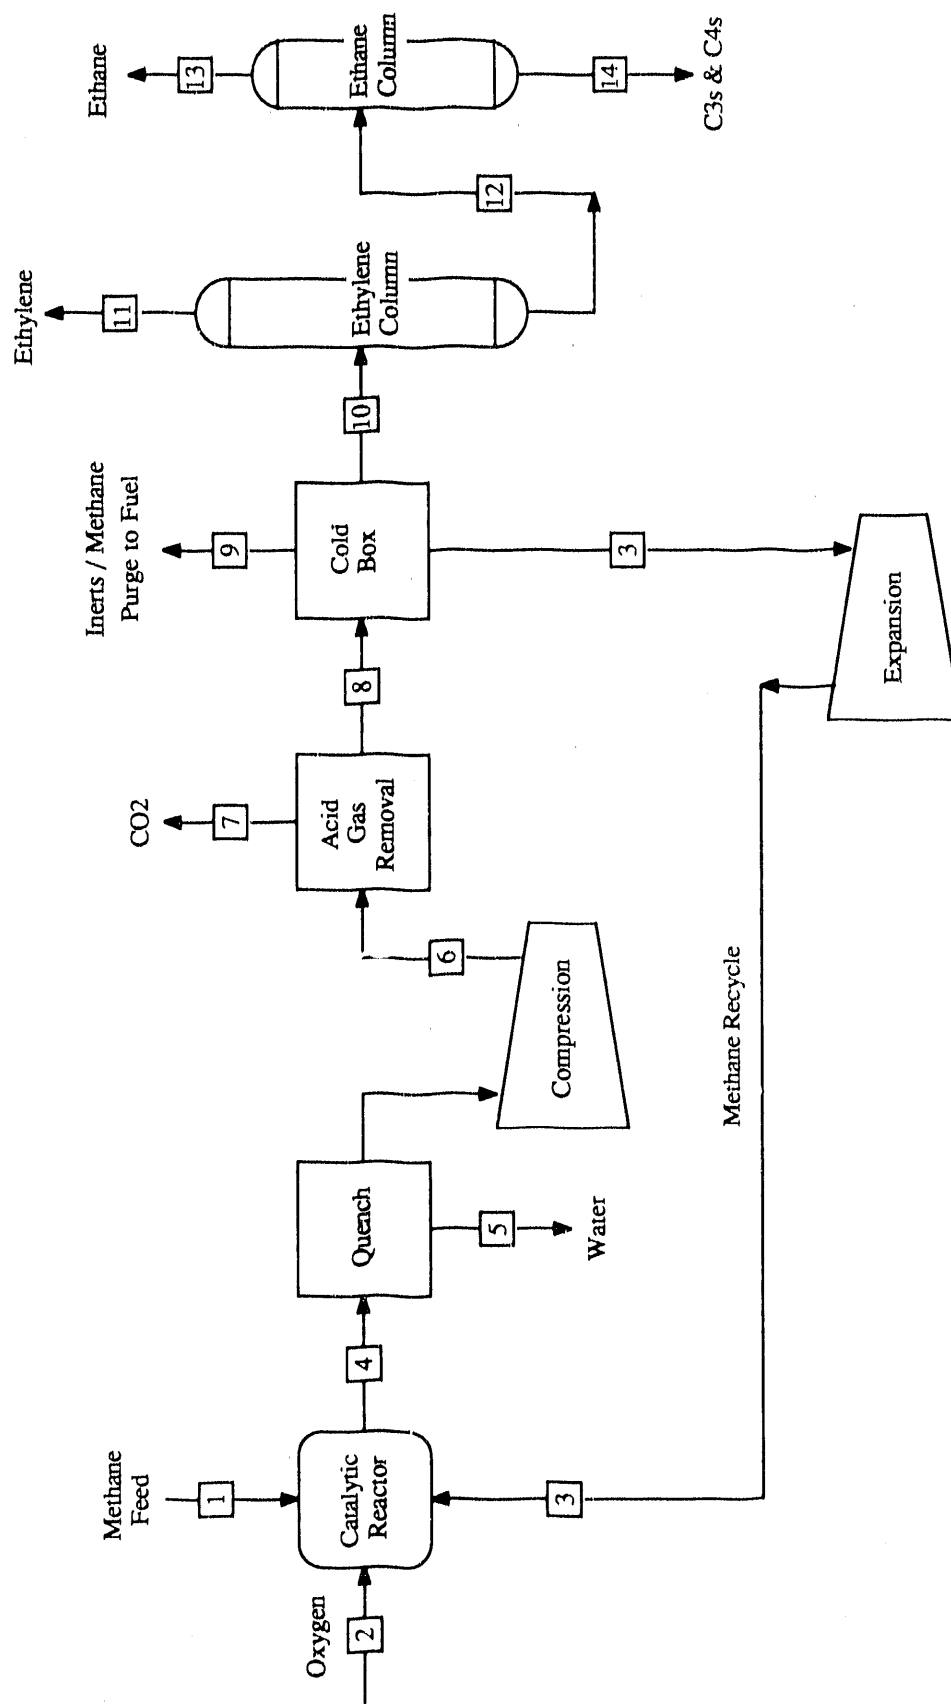 Oxygen
2
Methane
Feed
1
Catalytic
Reactor
3
4
Quench
5
Water
Compression
6
CO2
7
Acid
Gas
Removal
8
Inerts / Methane
Purge to Fuel
9
Cold
Box
3
Expansion
Methane Recycle
10
Ethylene
11
Ethylene
Column
12
Ethane
13
Ethane
Column
14
C3s & C4s